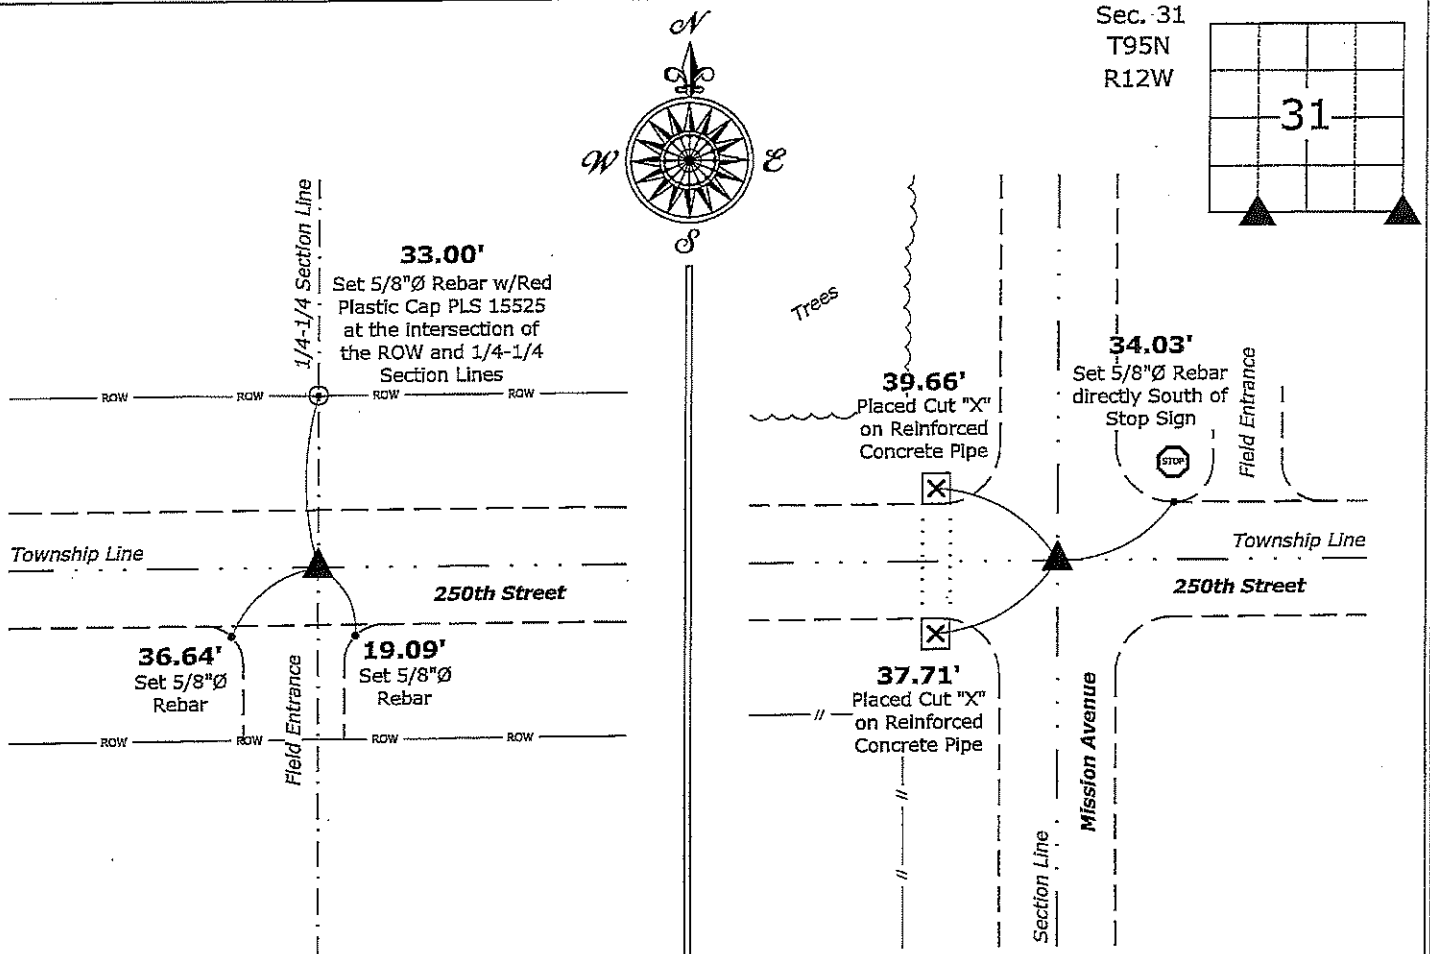 N
W
E
S
Sec. 31
T95N
R12W
31
1/4-1/4 Section Line
33.00'
Set 5/8"Ø Rebar w/Red
Plastic Cap PLS 15525
at the intersection of
the ROW and 1/4-1/4
Section Lines
ROW ROW ROW ROW
Township Line
250th Street
36.64'
Set 5/8"Ø
Rebar
19.09'
Set 5/8"Ø
Rebar
Field Entrance
ROW ROW ROW ROW
Trees
39.66'
Placed Cut "X"
on Reinforced
Concrete Pipe
34.03'
Set 5/8"Ø Rebar
directly South of
Stop Sign
STOP
Field Entrance
X
Township Line
250th Street
X
37.71'
Placed Cut "X"
on Reinforced
Concrete Pipe
Mission Avenue
Section Line